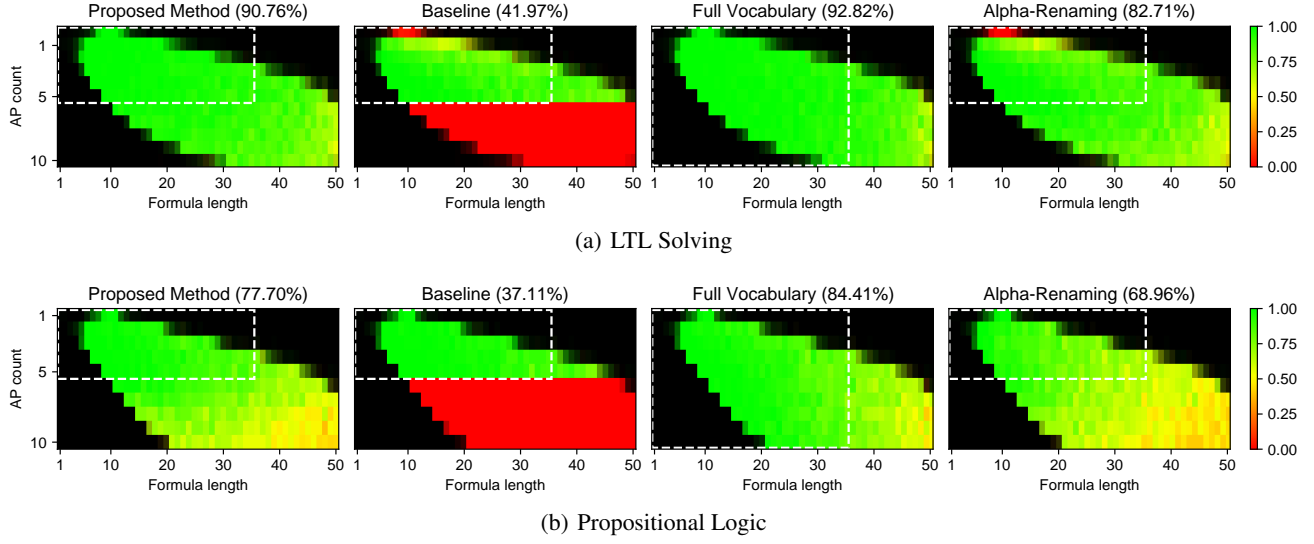 Proposed Method (90.76%) Baseline (41.97%) Full Vocabulary (92.82%) Alpha-Renaming (82.71%)
AP count
1
5
10
1 10 20 30 40 50 1 10 20 30 40 50 1 10 20 30 40 50 1 10 20 30 40 50
Formula length Formula length Formula length Formula length
1.00
0.75
0.50
0.25
0.00
(a) LTL Solving
Proposed Method (77.70%) Baseline (37.11%) Full Vocabulary (84.41%) Alpha-Renaming (68.96%)
AP count
1
5
10
1 10 20 30 40 50 1 10 20 30 40 50 1 10 20 30 40 50 1 10 20 30 40 50
Formula length Formula length Formula length Formula length
1.00
0.75
0.50
0.25
0.00
(b) Propositional Logic